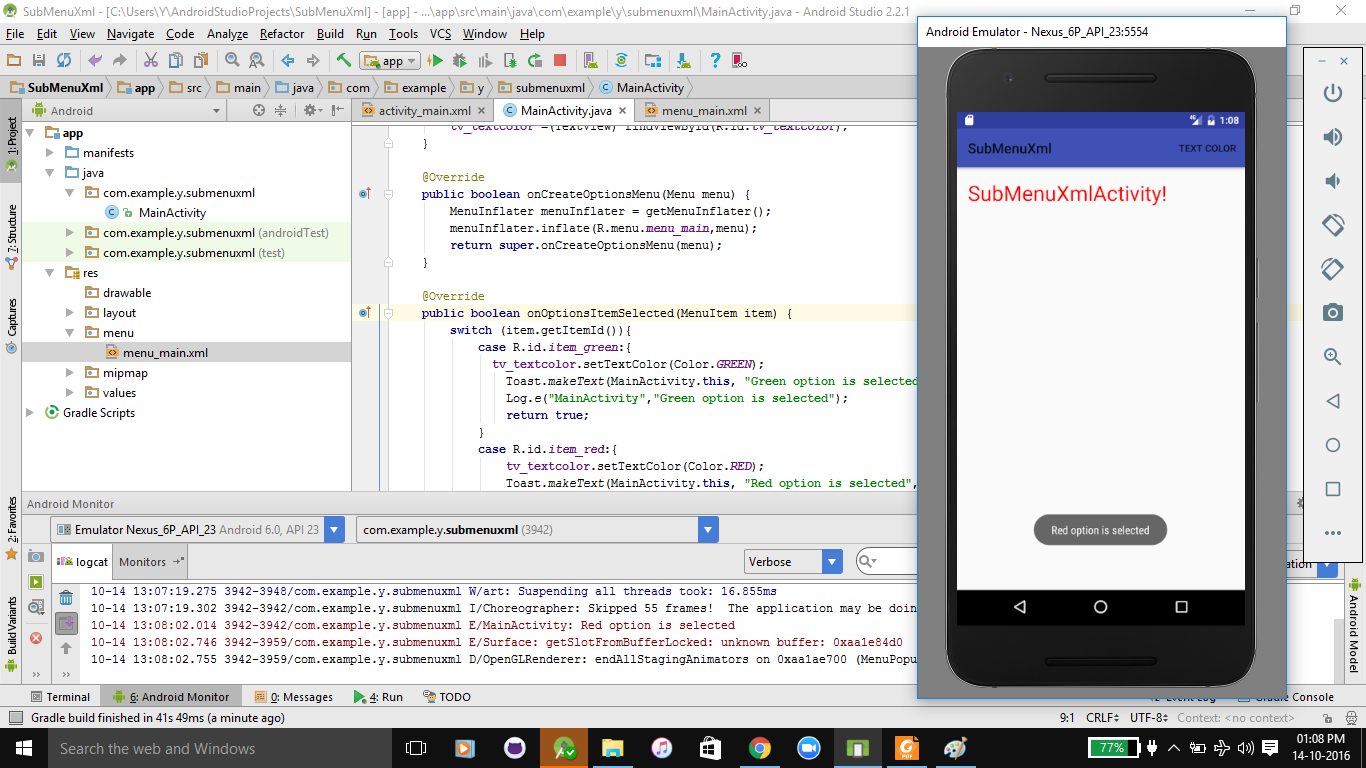 SubMenuXml - [C:\Users\Y\AndroidStudioProjects\SubMenuXml] - [app] - ...\app\src\main\java\com\example\y\submenuxml\MainActivity.java - Android Studio 2.2.1
File Edit View Navigate Code Analyze Refactor Build Run Tools VCS Window Help
app
SubMenuXml app src main java com example y submenuxml MainActivity
Android
activity_main.xml MainActivity.java menu_main.xml
1: Project
7: Structure
Captures
2: Favorites
Build Variants
app
manifests
java
com.example.y.submenuxml
MainActivity
com.example.y.submenuxml (androidTest)
com.example.y.submenuxml (test)
res
drawable
layout
menu
menu_main.xml
mipmap
values
Gradle Scripts
tv_textcolor =(TextView) findViewById(R.id.tv_textcolor);
}
@Override
public boolean onCreateOptionsMenu(Menu menu) {
MenuInflater menuInflater = getMenuInflater();
menuInflater.inflate(R.menu.menu_main,menu);
return super.onCreateOptionsMenu(menu);
}
@Override
public boolean onOptionsItemSelected(MenuItem item) {
switch (item.getItemId()){
case R.id.item_green:{
tv_textcolor.setTextColor(Color.GREEN);
Toast.makeText(MainActivity.this, "Green option is selected
Log.e("MainActivity","Green option is selected");
return true;
}
case R.id.item_red:{
tv_textcolor.setTextColor(Color.RED);
Toast.makeText(MainActivity.this, "Red option is selected",
Android Emulator - Nexus_6P_API_23:5554
1:08
SubMenuXml TEXT COLOR
SubMenuXmlActivity!
Red option is selected
Android Monitor
Emulator Nexus_6P_API_23 Android 6.0, API 23 com.example.y.submenuxml (3942)
logcat Monitors Verbose
ation
10-14 13:07:19.275 3942-3948/com.example.y.submenuxml W/art: Suspending all threads took: 16.855ms
10-14 13:07:19.302 3942-3942/com.example.y.submenuxml I/Choreographer: Skipped 55 frames! The application may be doin
10-14 13:08:02.014 3942-3942/com.example.y.submenuxml E/MainActivity: Red option is selected
10-14 13:08:02.746 3942-3959/com.example.y.submenuxml E/Surface: getSlotFromBufferLocked: unknown buffer: 0xaa1e84d0
10-14 13:08:02.755 3942-3959/com.example.y.submenuxml D/OpenGLRenderer: endAllStagingAnimators on 0xaa1ae700 (MenuPopu
Android Model
Terminal 6: Android Monitor 0: Messages 4: Run TODO Event Log Gradle Console
Gradle build finished in 41s 49ms (a minute ago) 9:1 CRLF UTF-8 Context: <no context>
Search the web and Windows
77%
01:08 PM
14-10-2016